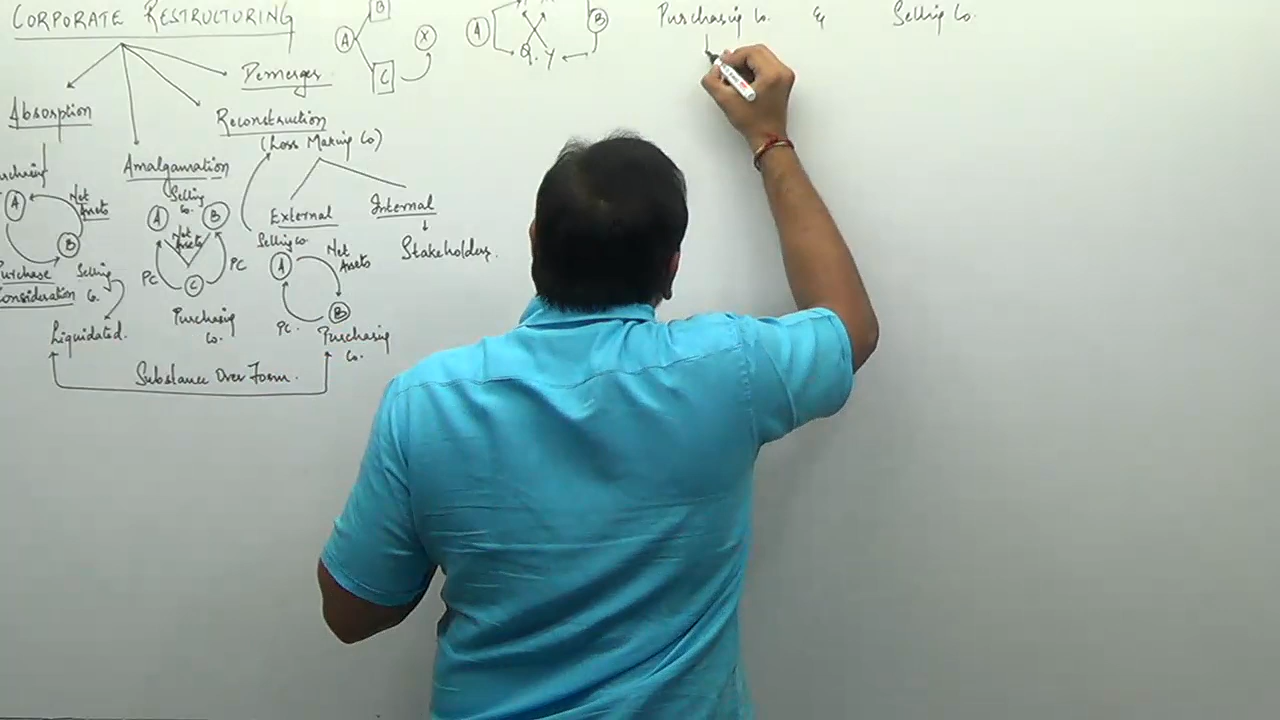 CORPORATE RESTRUCTURING
Absorption
Amalgamation
Reconstruction
(Loss Making Co)
Demerger
B
A
C
X
A
B
Q. Y
Purchasing Co. & Selling Co.
A
Net
Assets
B
Purchase
Consideration
Selling
Co.
Liquidated.
Selling
Co.
A
B
Net
Assets
PC
PC
C
Purchasing
Co.
External
Selling Co.
A
Net
Assets
PC.
B
Purchasing
Co.
Internal
Stakeholders.
Substance Over Form.